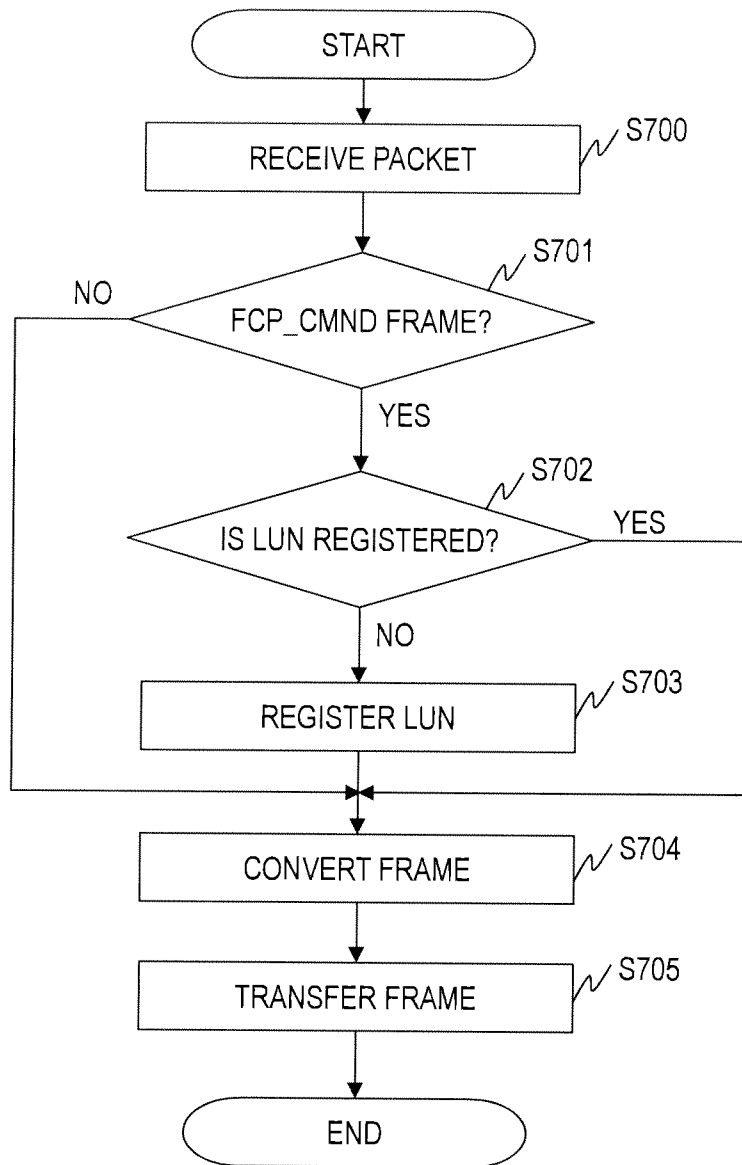 START
RECEIVE PACKET
S700
FCP_CMND FRAME?
S701
NO
YES
IS LUN REGISTERED?
S702
YES
NO
REGISTER LUN
S703
CONVERT FRAME
S704
TRANSFER FRAME
S705
END